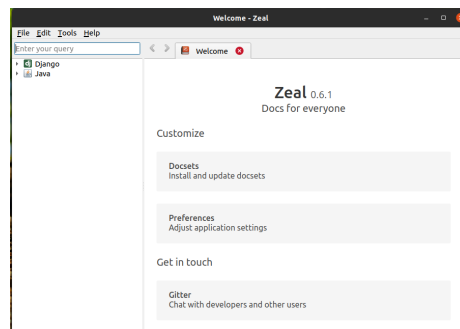 Welcome - Zeal
File Edit Tools Help
Enter your query
Welcome
Django
Java
Zeal 0.6.1
Docs for everyone
Customize
Docsets
Install and update docsets
Preferences
Adjust application settings
Get in touch
Gitter
Chat with developers and other users